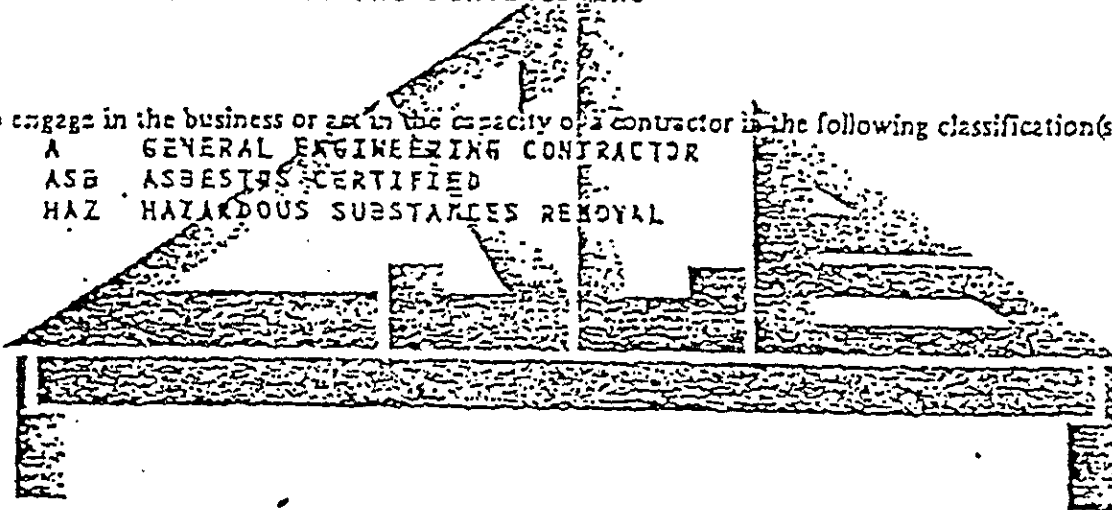 engage in the business or act in the capacity of a contractor in the following classification(s
A GENERAL ENGINEERING CONTRACTOR
ASB ASBESTOS CERTIFIED
HAZ HAZARDOUS SUBSTANCES REMOVAL